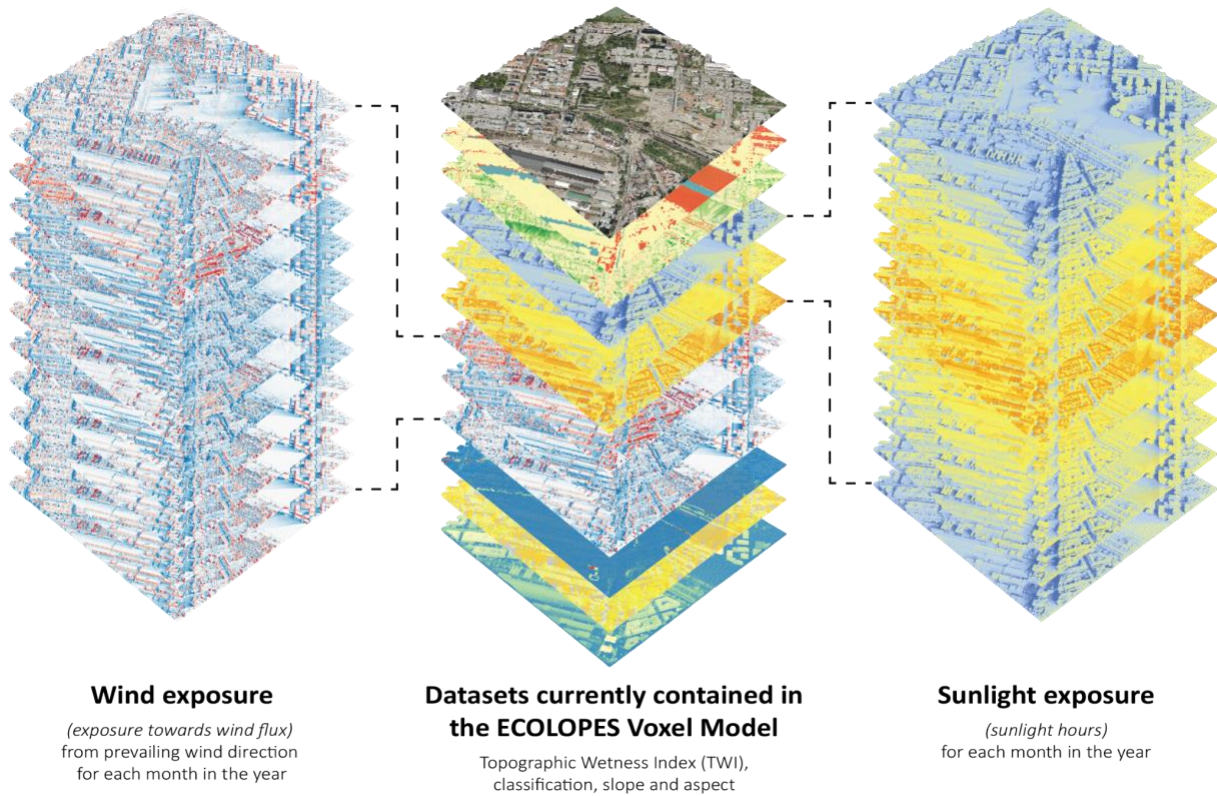 Wind exposure
(exposure towards wind flux)
from prevailing wind direction
for each month in the year
Datasets currently contained in
the ECOLOPES Voxel Model
Topographic Wetness Index (TWI),
classification, slope and aspect
Sunlight exposure
(sunlight hours)
for each month in the year